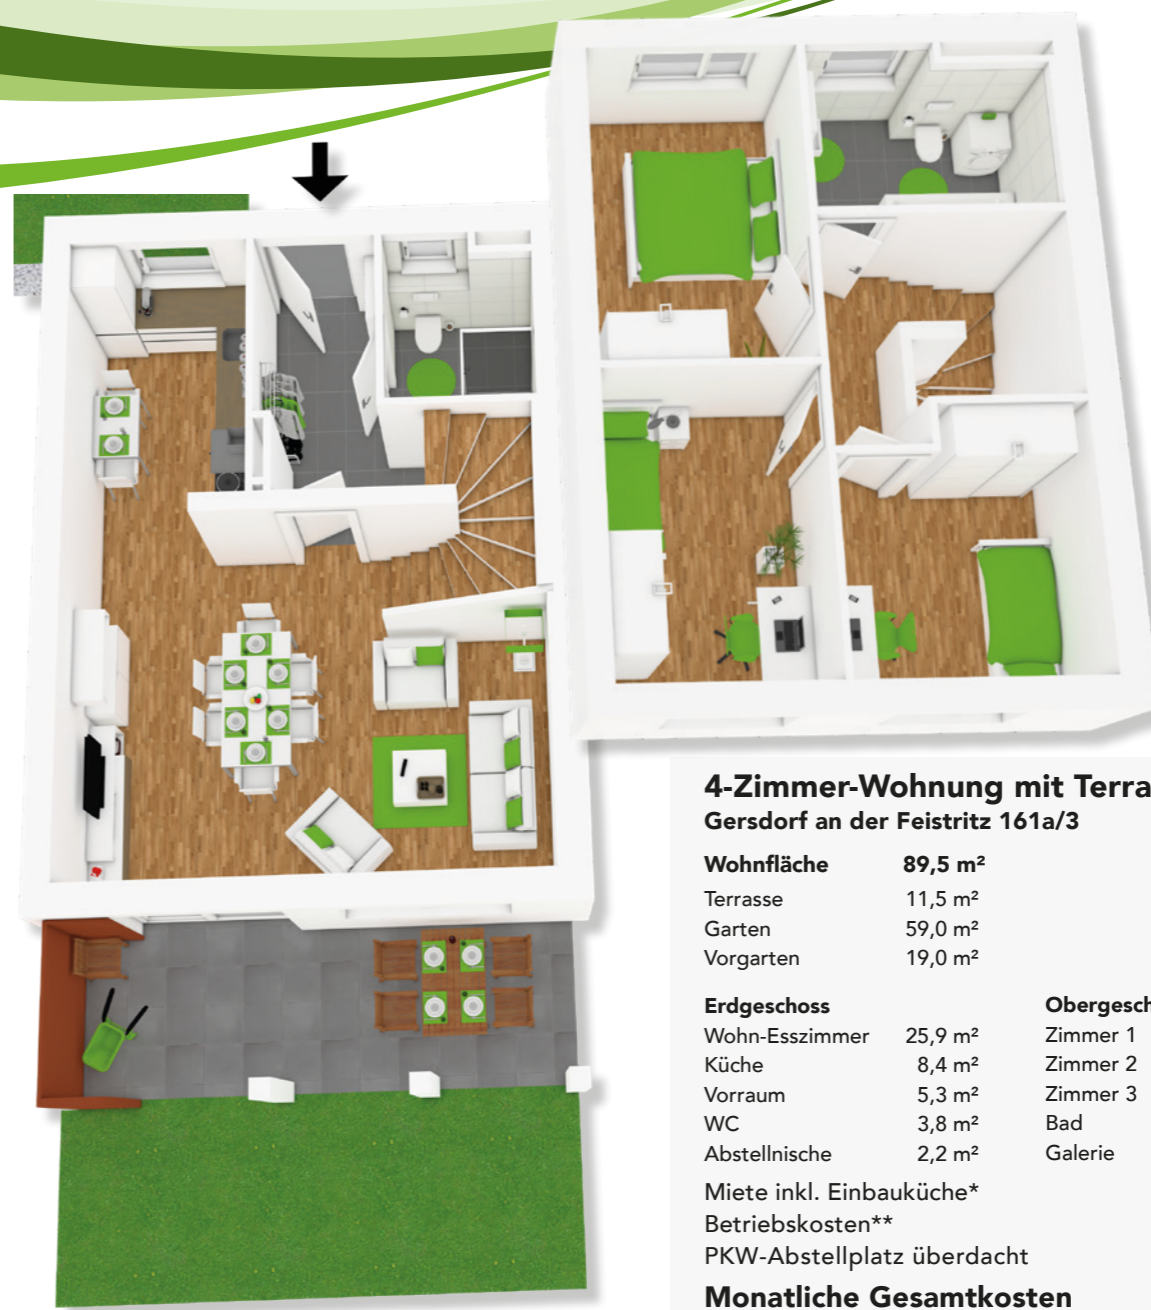 4-Zimmer-Wohnung mit Terra
Gersdorf an der Feistritz 161a/3
Wohnfläche 89,5 m²
Terrasse 11,5 m²
Garten 59,0 m²
Vorgarten 19,0 m²
Erdgeschoss Obergesch
Wohn-Esszimmer 25,9 m² Zimmer 1
Küche 8,4 m² Zimmer 2
Vorraum 5,3 m² Zimmer 3
WC 3,8 m² Bad
Abstellnische 2,2 m² Galerie
Miete inkl. Einbauküche*
Betriebskosten**
PKW-Abstellplatz überdacht
Monatliche Gesamtkosten